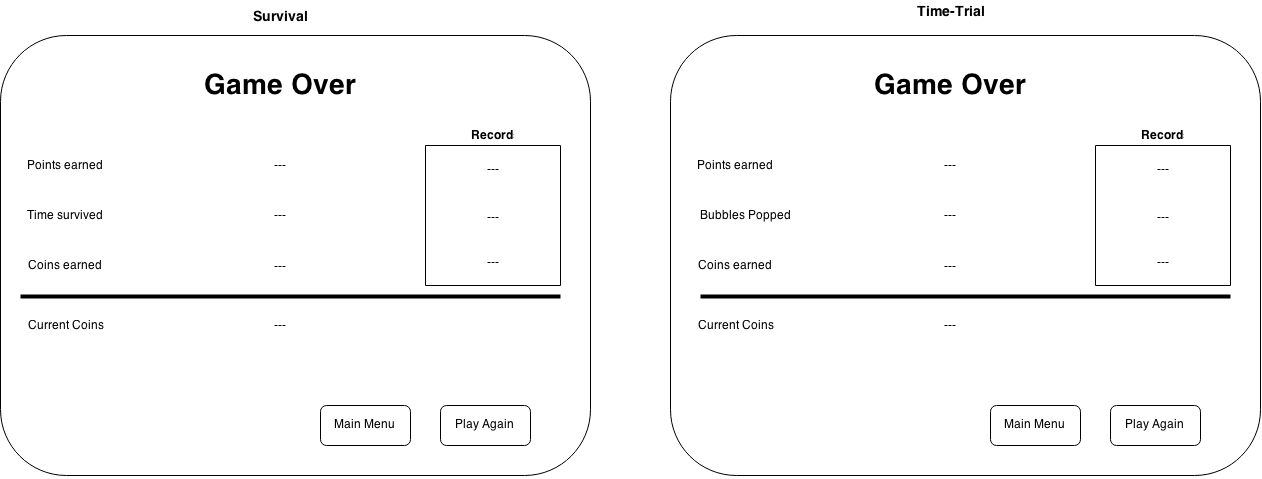 Survival
Game Over
Record
Points earned --- ---
Time survived --- ---
Coins earned --- ---
Current Coins ---
Main Menu Play Again
Time-Trial
Game Over
Record
Points earned --- ---
Bubbles Popped --- ---
Coins earned --- ---
Current Coins ---
Main Menu Play Again